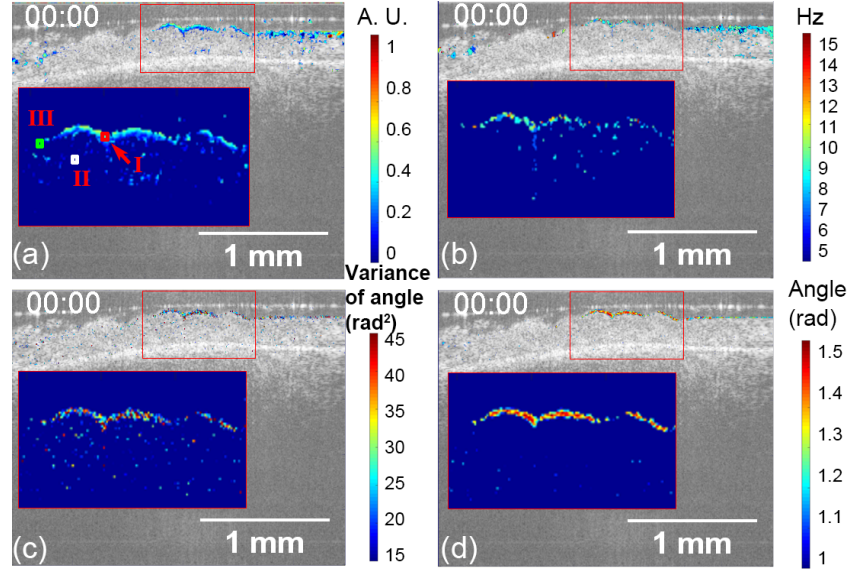 00:00
A. U.
1
0.8
0.6
0.4
0.2
0
III
II
I
(a)
1 mm
00:00
Hz
15
14
13
12
11
10
9
8
7
6
5
(b)
1 mm
00:00
Variance
of angle
(rad²)
45
40
35
30
25
20
15
(c)
1 mm
00:00
Angle
(rad)
1.5
1.4
1.3
1.2
1.1
1
(d)
1 mm